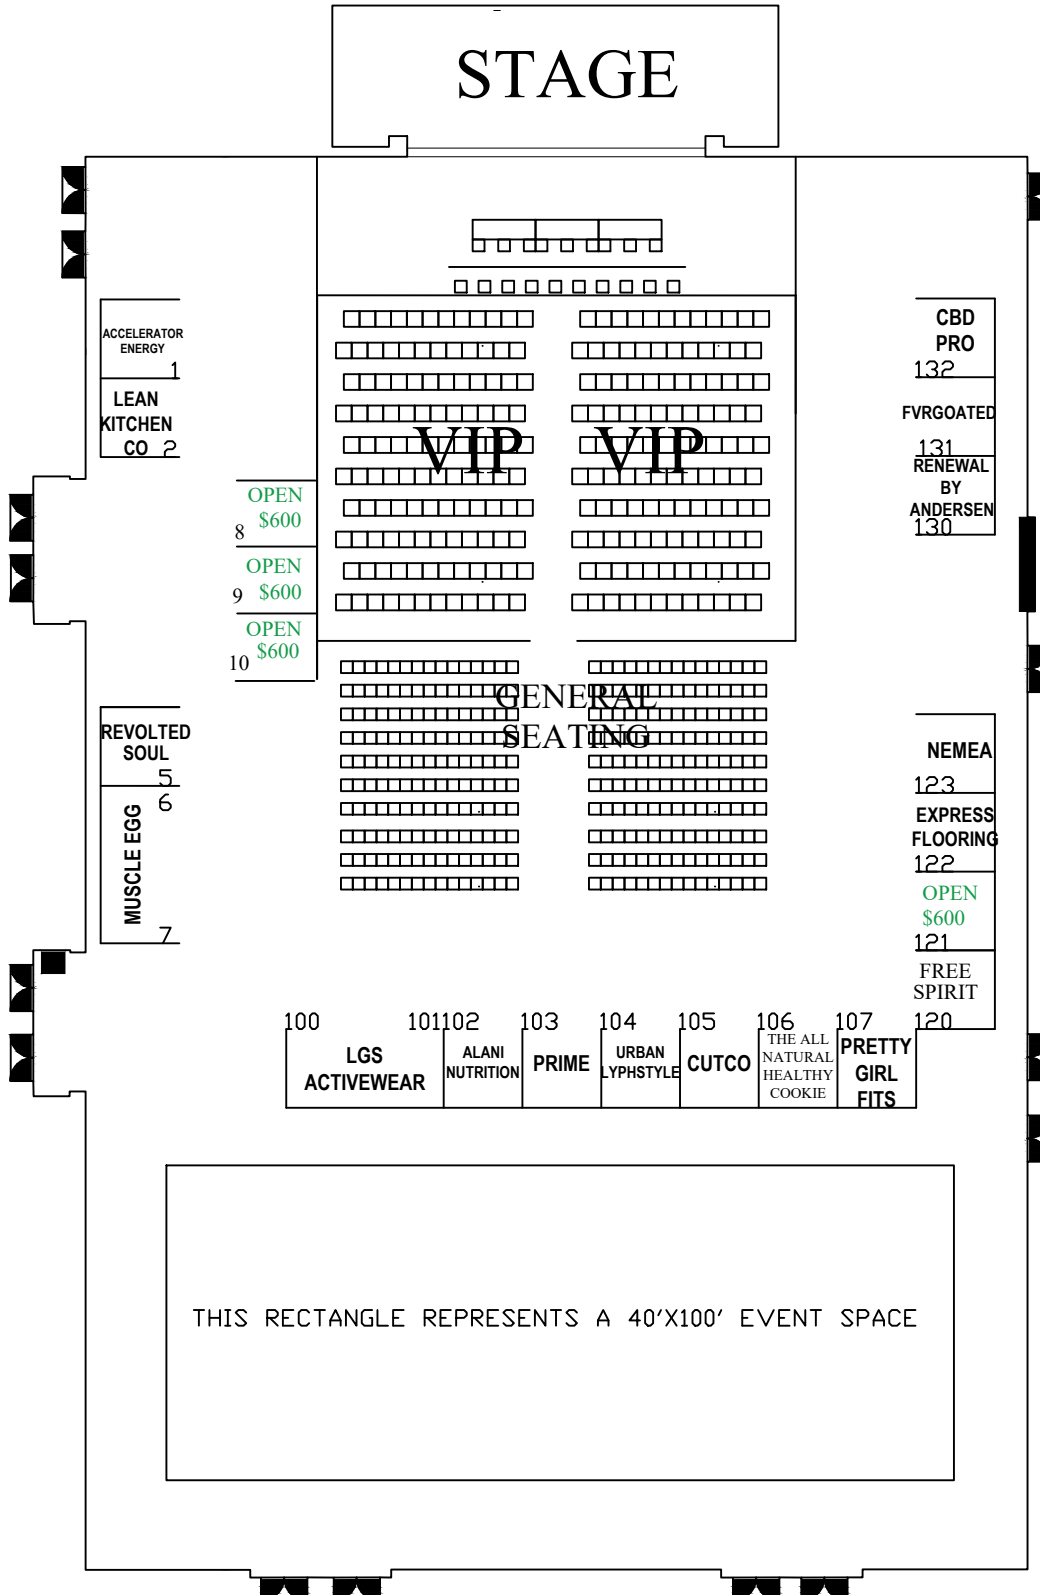 STAGE
ACCELERATOR
ENERGY
1
LEAN
KITCHEN
CO 2
CBD
PRO
132
FVRGOATED
131
RENEWAL
BY
ANDERSEN
130
VIP VIP
OPEN
$600
8
OPEN
$600
9
OPEN
$600
10
GENERAL
SEATING
REVOLTED
SOUL
5
6
MUSCLE EGG
7
NEMEA
123
EXPRESS
FLOORING
122
OPEN
$600
121
FREE
SPIRIT
120
100 101 102 103 104 105 106 107
LGS
ACTIVEWEAR
ALANI
NUTRITION
PRIME
URBAN
LYPHSTYLE
CUTCO
THE ALL
NATURAL
HEALTHY
COOKIE
PRETTY
GIRL
FITS
THIS RECTANGLE REPRESENTS A 40'X100' EVENT SPACE